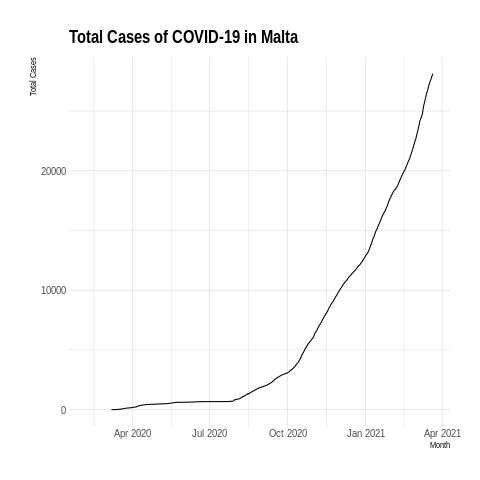 Total Cases of COVID-19 in Malta
Total Cases
20000
10000
0
Apr 2020 Jul 2020 Oct 2020 Jan 2021 Apr 2021
Month